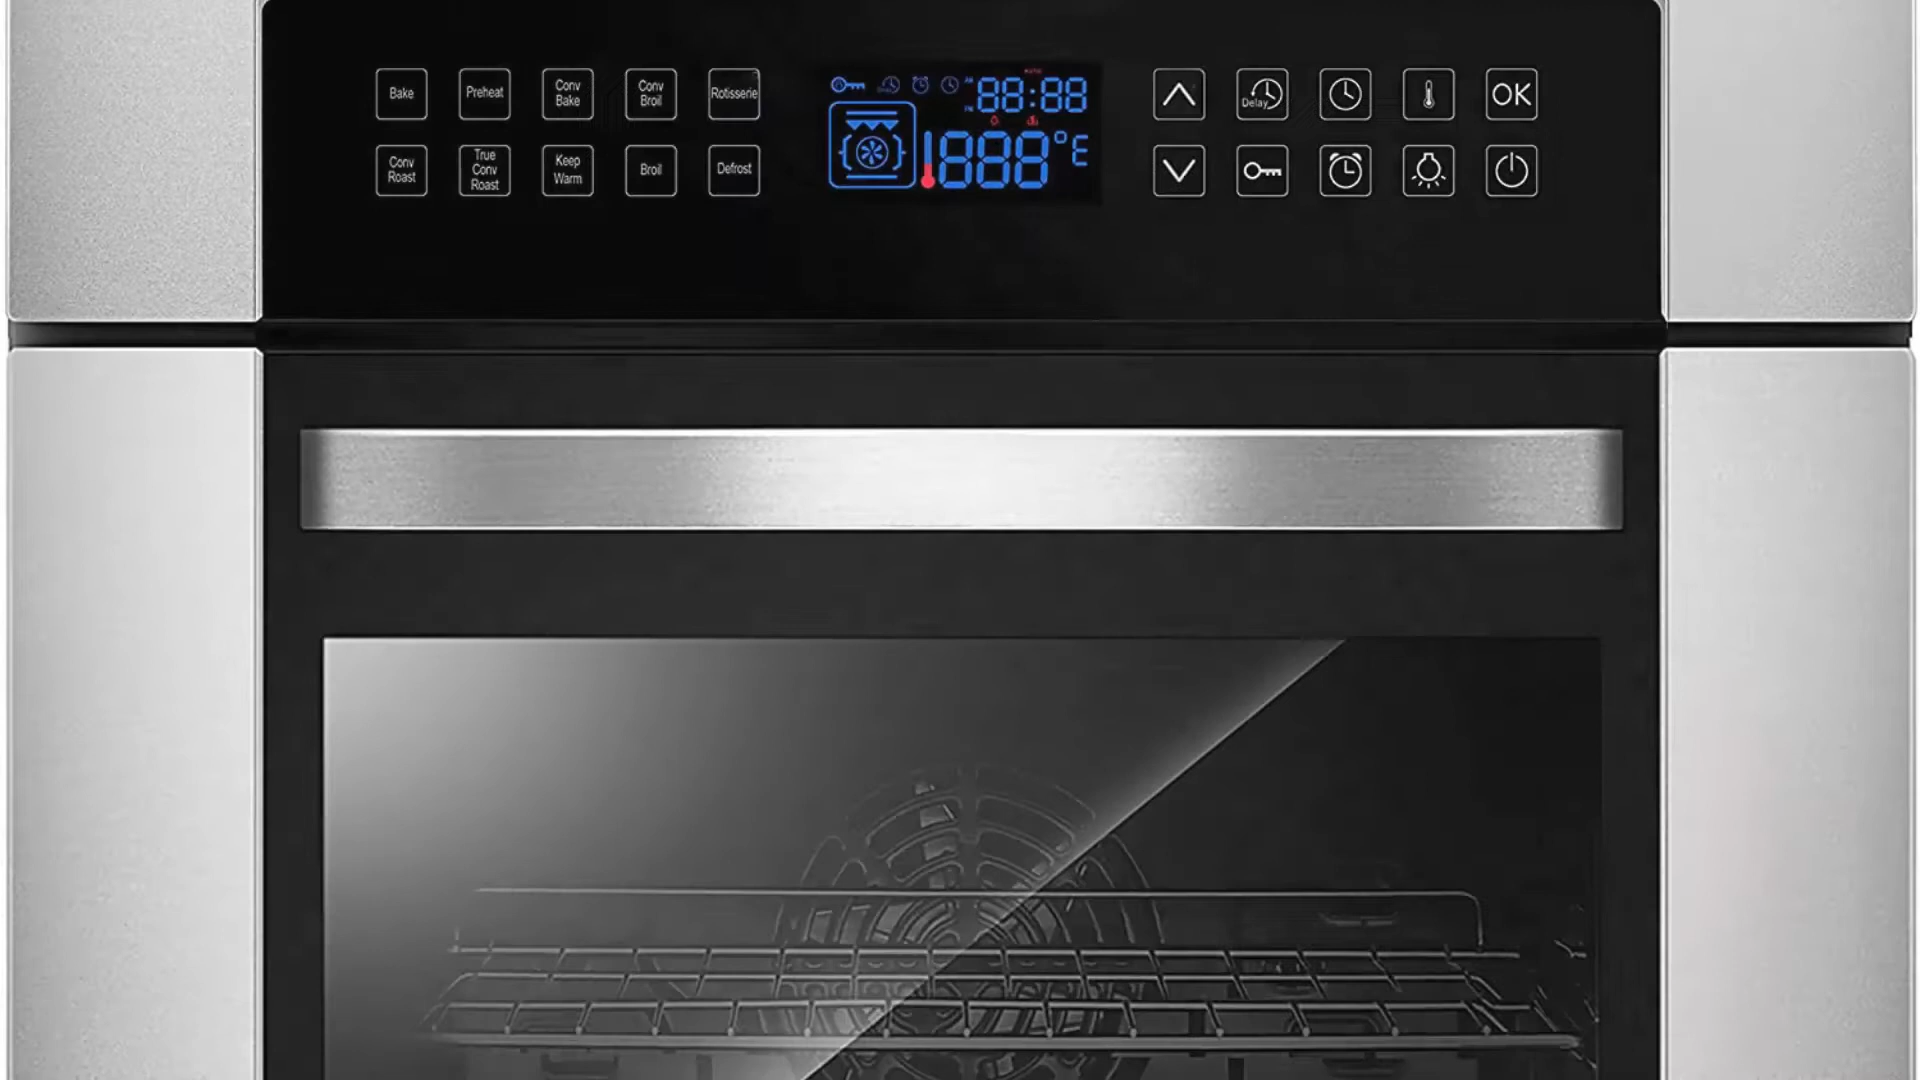 Bake
Preheat
Conv
Bake
Conv
Broil
Rotisserie
88:88
Delay
OK
Conv
Roast
True
Conv
Roast
Keep
Warm
Broil
Defrost
1888°E